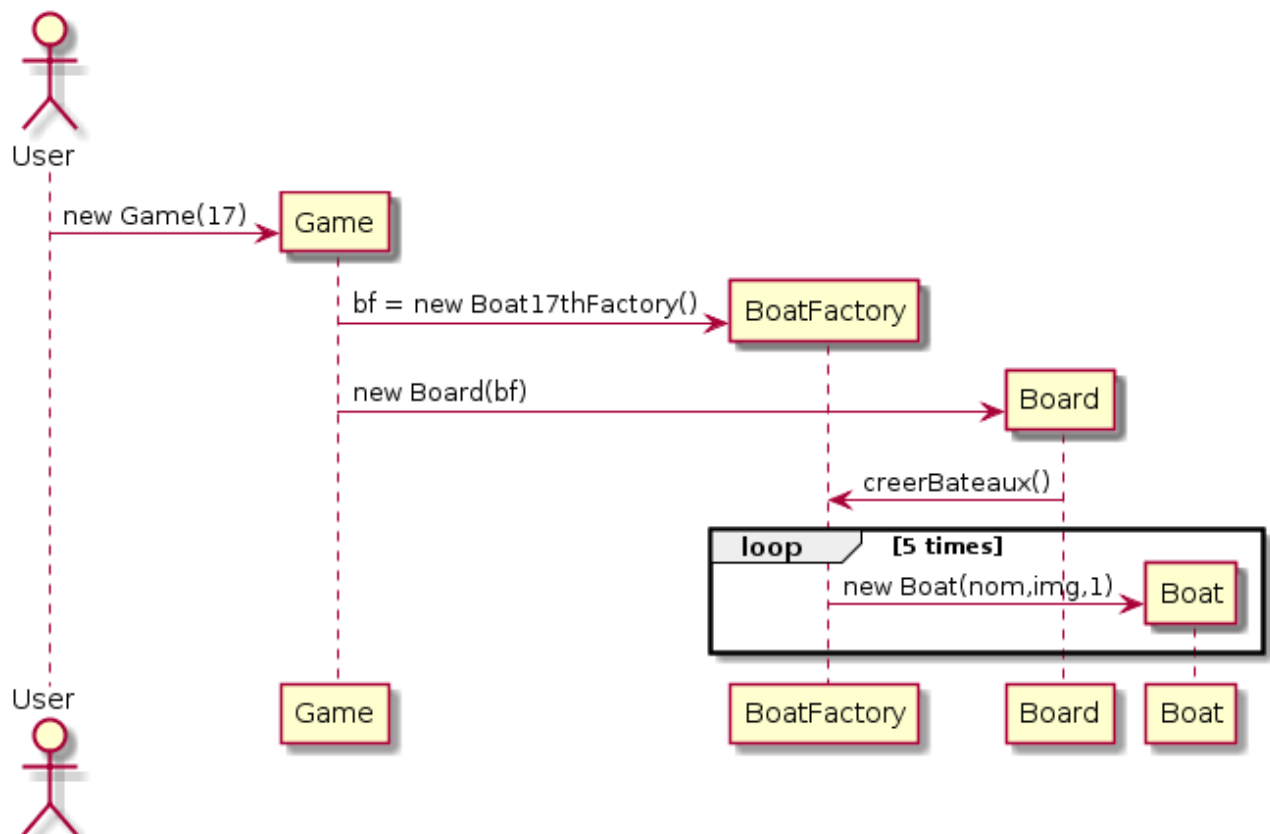 User
new Game(17)
Game
bf = new Boat17thFactory()
BoatFactory
new Board(bf)
Board
creerBateaux()
loop [5 times]
new Boat(nom,img,1)
Boat
User
Game
BoatFactory
Board
Boat